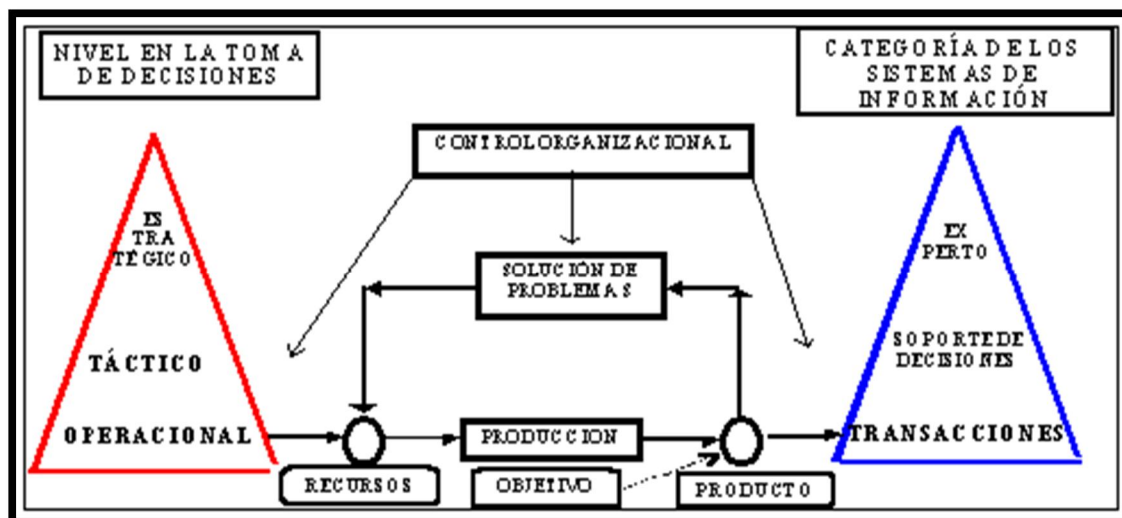 NIVEL EN LA TOMA
DE DECISIONES
CATEGORÍA DE LOS
SISTEMAS DE
INFORMACIÓN
CONTROL ORGANIZACIONAL
ES
TRA
TÉGICO
EX
PERTO
SOLUCIÓN DE
PROBLEMAS
TÁCTICO
SOPORTE DE
DECISIONES
OPERACIONAL
PRODUCCION
TRANSACCIONES
RECURSOS
OBJETIVO
PRODUCTO